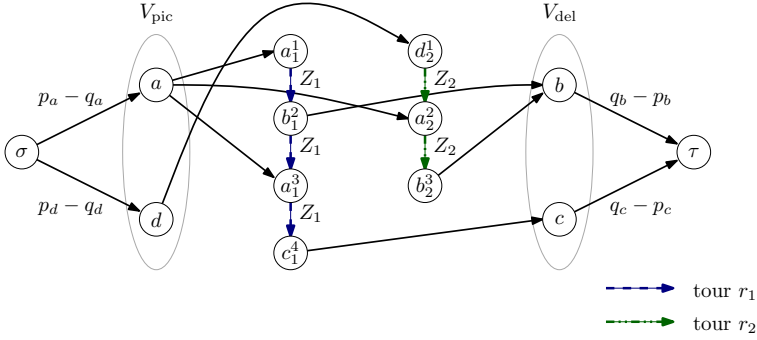 V_pic V_del
a_1^1 d_2^1
p_a − q_a a Z_1 Z_2 b q_b − p_b
b_1^2 a_2^2
σ Z_1 Z_2 τ
a_1^3 b_2^3
p_d − q_d d Z_1 c q_c − p_c
c_1^4
tour r_1
tour r_2